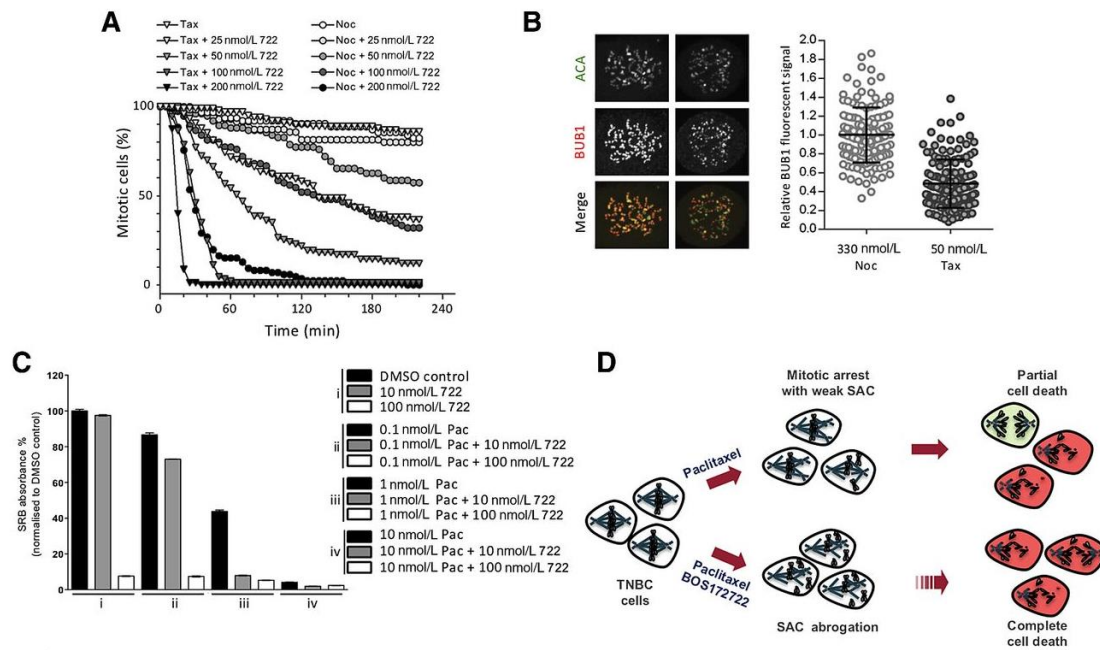 A
Tax
Tax + 25 nmol/L 722
Tax + 50 nmol/L 722
Tax + 100 nmol/L 722
Tax + 200 nmol/L 722
Noc
Noc + 25 nmol/L 722
Noc + 50 nmol/L 722
Noc + 100 nmol/L 722
Noc + 200 nmol/L 722
Mitotic cells (%)
100
50
0
0 60 120 180 240
Time (min)
B
ACA
BUB1
Merge
Relative BUB1 fluorescent signal
2.0
1.8
1.6
1.4
1.2
1.0
0.8
0.6
0.4
0.2
0.0
330 nmol/L
Noc
50 nmol/L
Tax
C
SRB absorbance %
(normalised to DMSO control)
120
100
80
60
40
20
0
i ii iii iv
i
DMSO control
10 nmol/L 722
100 nmol/L 722
ii
0.1 nmol/L Pac
0.1 nmol/L Pac + 10 nmol/L 722
0.1 nmol/L Pac + 100 nmol/L 722
iii
1 nmol/L Pac
1 nmol/L Pac + 10 nmol/L 722
1 nmol/L Pac + 100 nmol/L 722
iv
10 nmol/L Pac
10 nmol/L Pac + 10 nmol/L 722
10 nmol/L Pac + 100 nmol/L 722
D
Mitotic arrest
with weak SAC
Partial
cell death
Paclitaxel
TNBC
cells
Paclitaxel
BOS172722
SAC abrogation
Complete
cell death